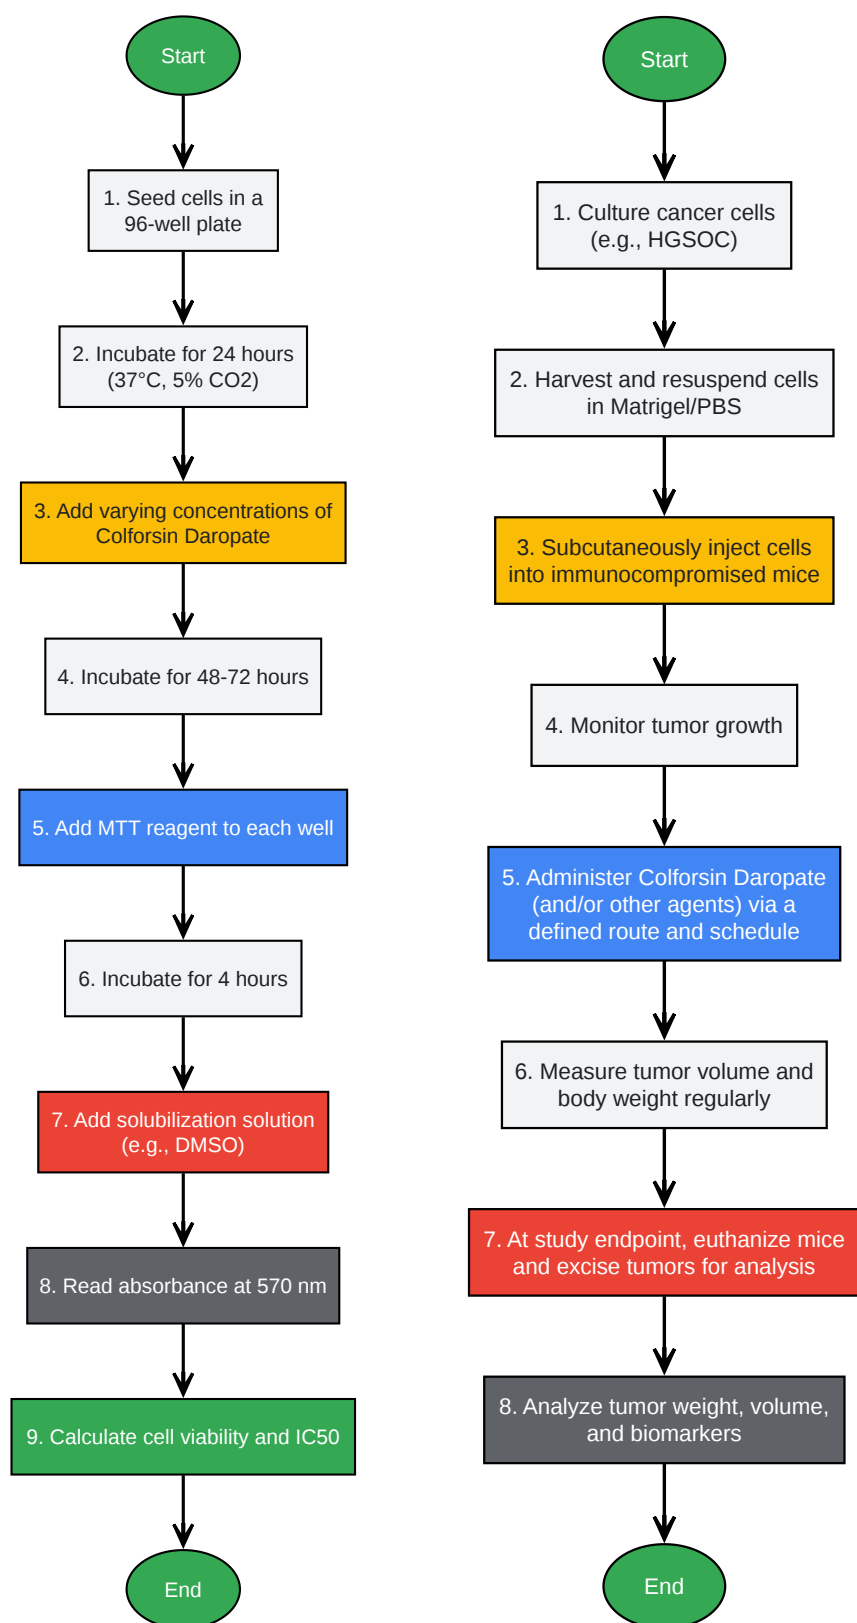 Start
1. Seed cells in a
96-well plate
2. Incubate for 24 hours
(37°C, 5% CO2)
3. Add varying concentrations of
Colforsin Daropate
4. Incubate for 48-72 hours
5. Add MTT reagent to each well
6. Incubate for 4 hours
7. Add solubilization solution
(e.g., DMSO)
8. Read absorbance at 570 nm
9. Calculate cell viability and IC50
End
Start
1. Culture cancer cells
(e.g., HGSOC)
2. Harvest and resuspend cells
in Matrigel/PBS
3. Subcutaneously inject cells
into immunocompromised mice
4. Monitor tumor growth
5. Administer Colforsin Daropate
(and/or other agents) via a
defined route and schedule
6. Measure tumor volume and
body weight regularly
7. At study endpoint, euthanize mice
and excise tumors for analysis
8. Analyze tumor weight, volume,
and biomarkers
End